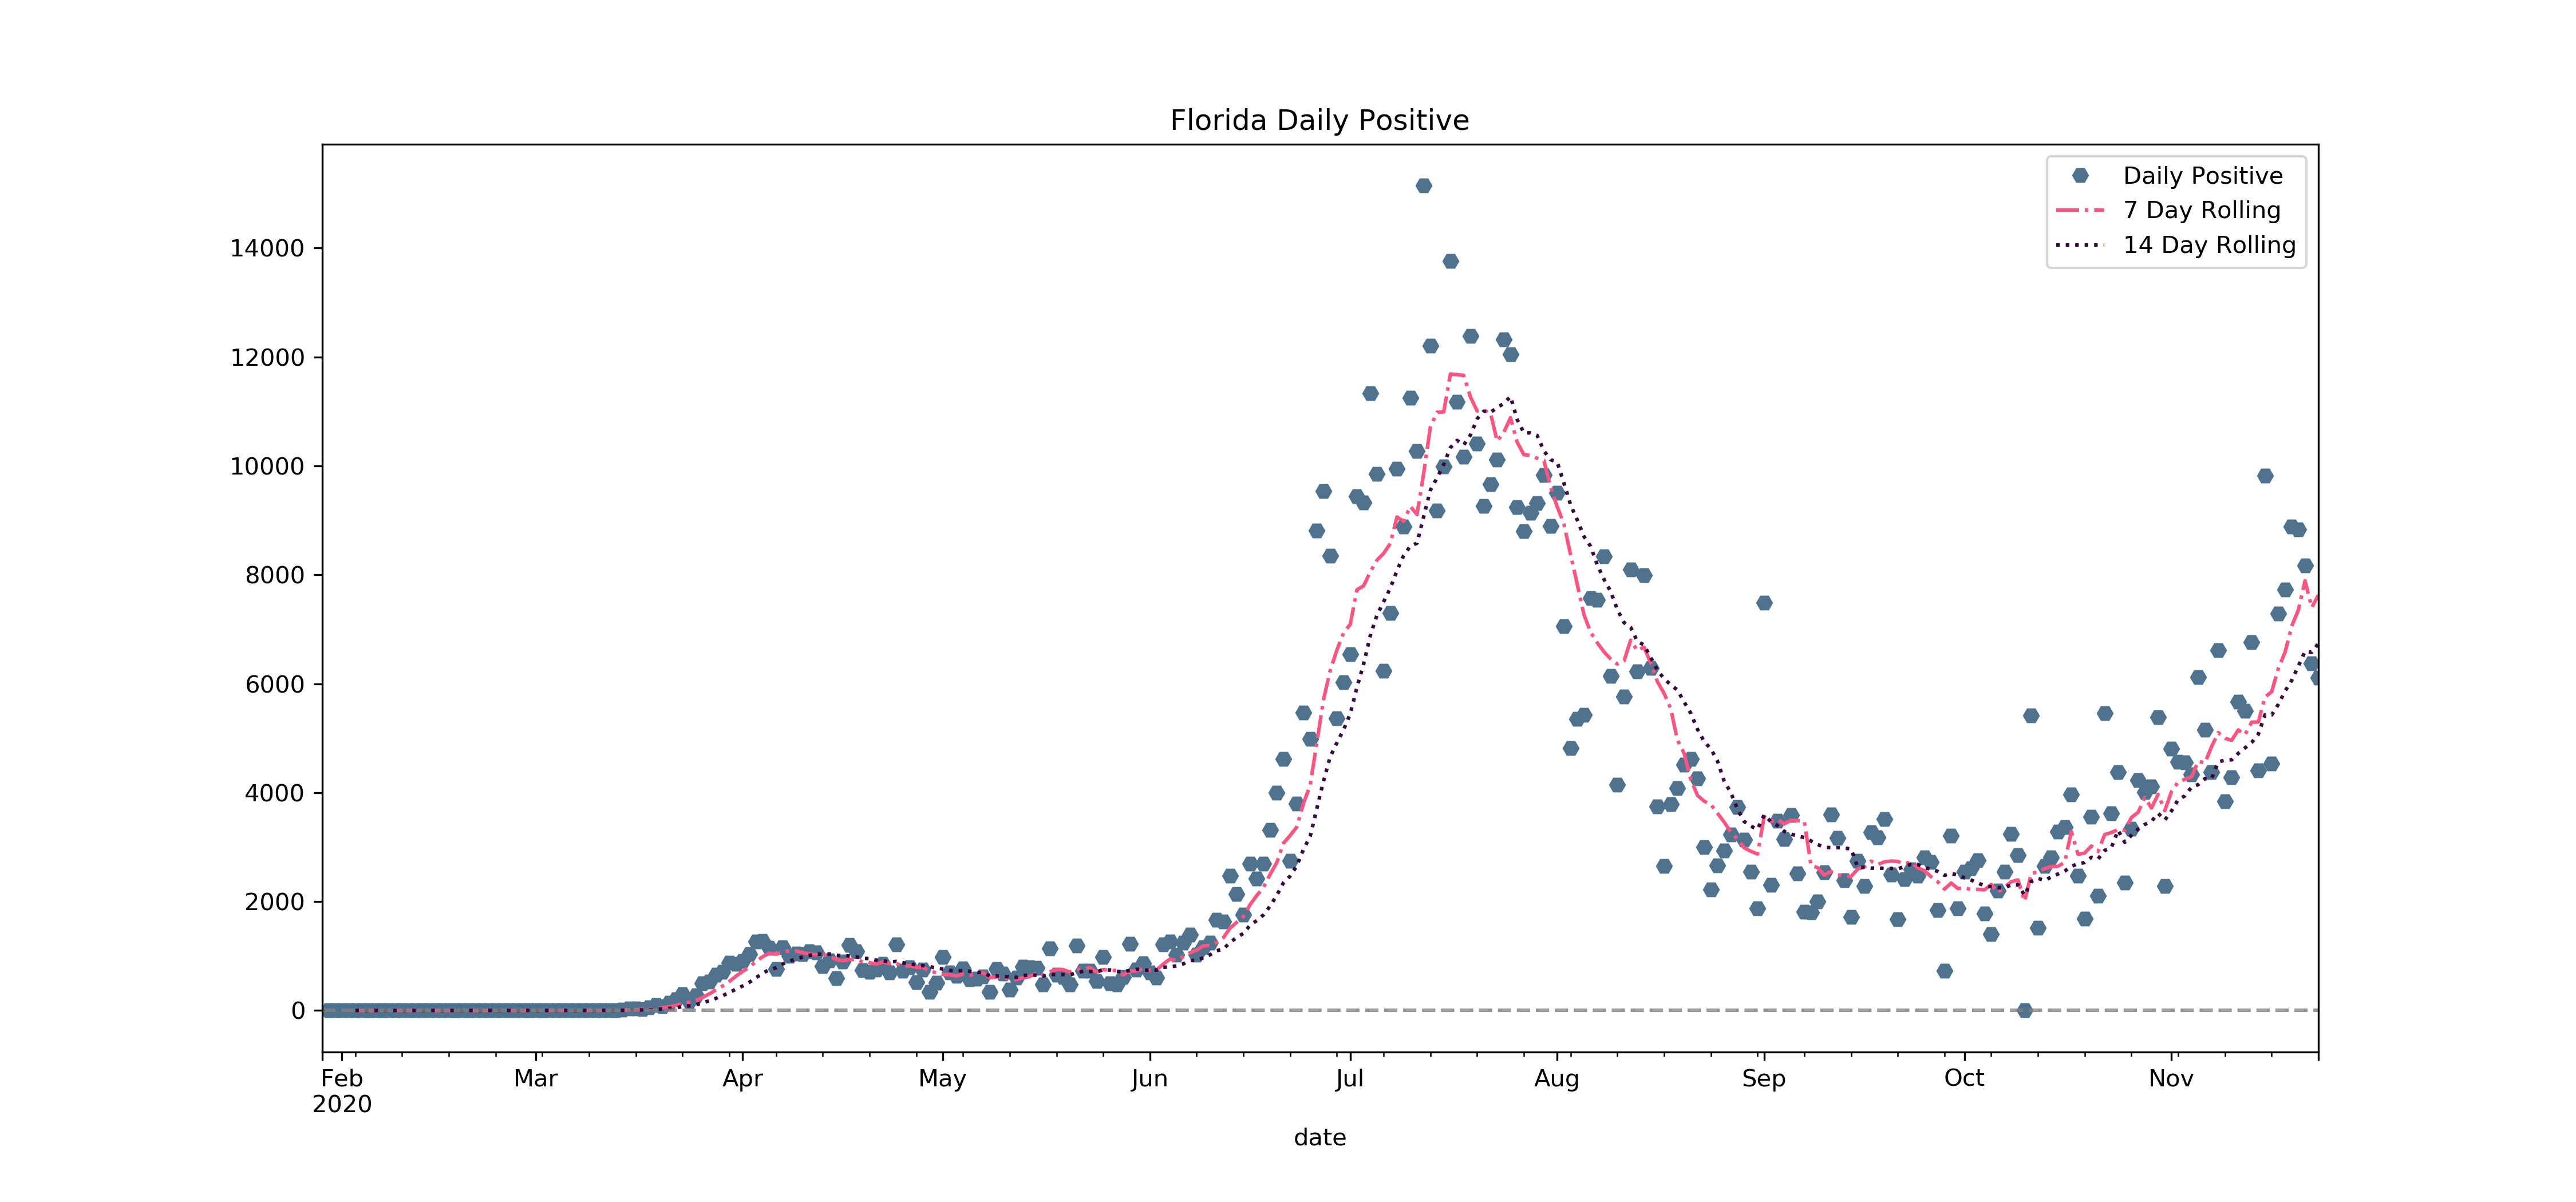 Florida Daily Positive
Daily Positive
7 Day Rolling
14 Day Rolling
14000
12000
10000
8000
6000
4000
2000
0
Feb Mar Apr May Jun Jul Aug Sep Oct Nov
2020
date